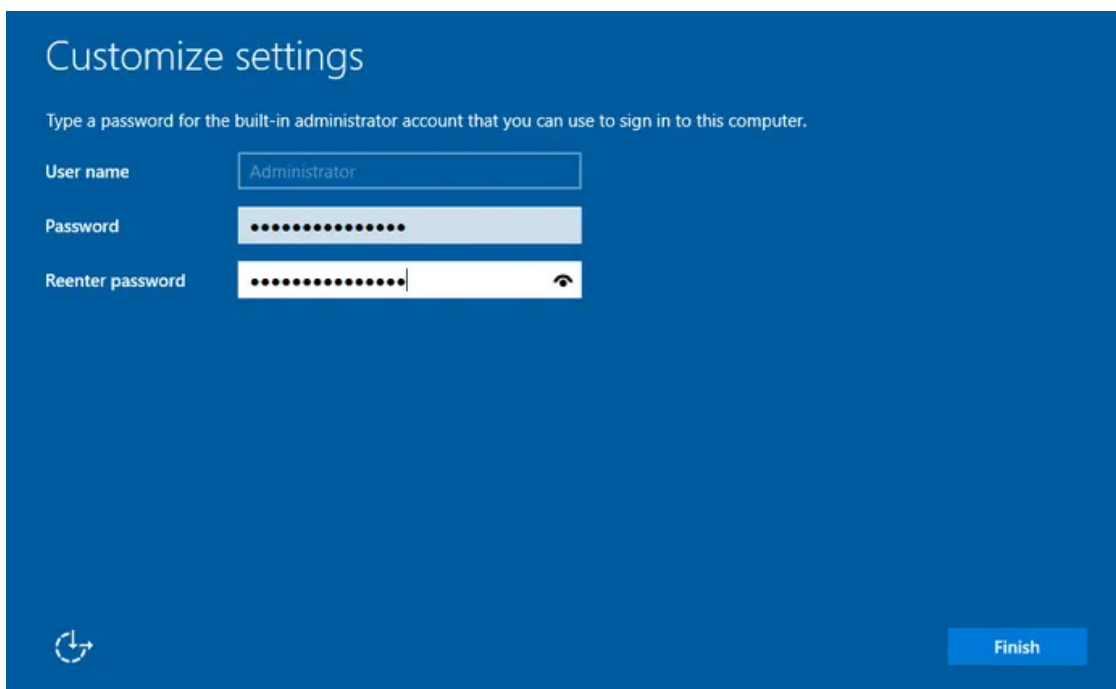 Customize settings
Type a password for the built-in administrator account that you can use to sign in to this computer.
User name Administrator
Password ●●●●●●●●●●●●●●●
Reenter password ●●●●●●●●●●●●●●●
Finish